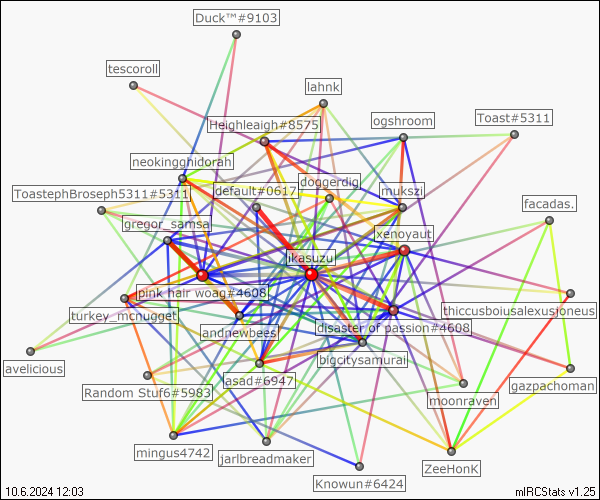 Duck™#9103
tescoroll
lahnk
Heighleaigh#8575
ogshroom
Toast#5311
neokingghidorah
ToastephBroseph5311#5311
default#0617
doggerdig
mukszi
facadas.
gregor_samsa
xenoyaut
likasuzu
pink hair woag#4608
turkey_mcnugget
andnewbees
disaster of passion#4608
thiccusboiusalexusjoneus
bigcitysamurai
avelicious
Random Stuf6#5983
asad#6947
moonraven
gazpachoman
mingus4742
jarlbreadmaker
ZeeHonK
Knowun#6424
10.6.2024 12:03
mIRCStats v1.25